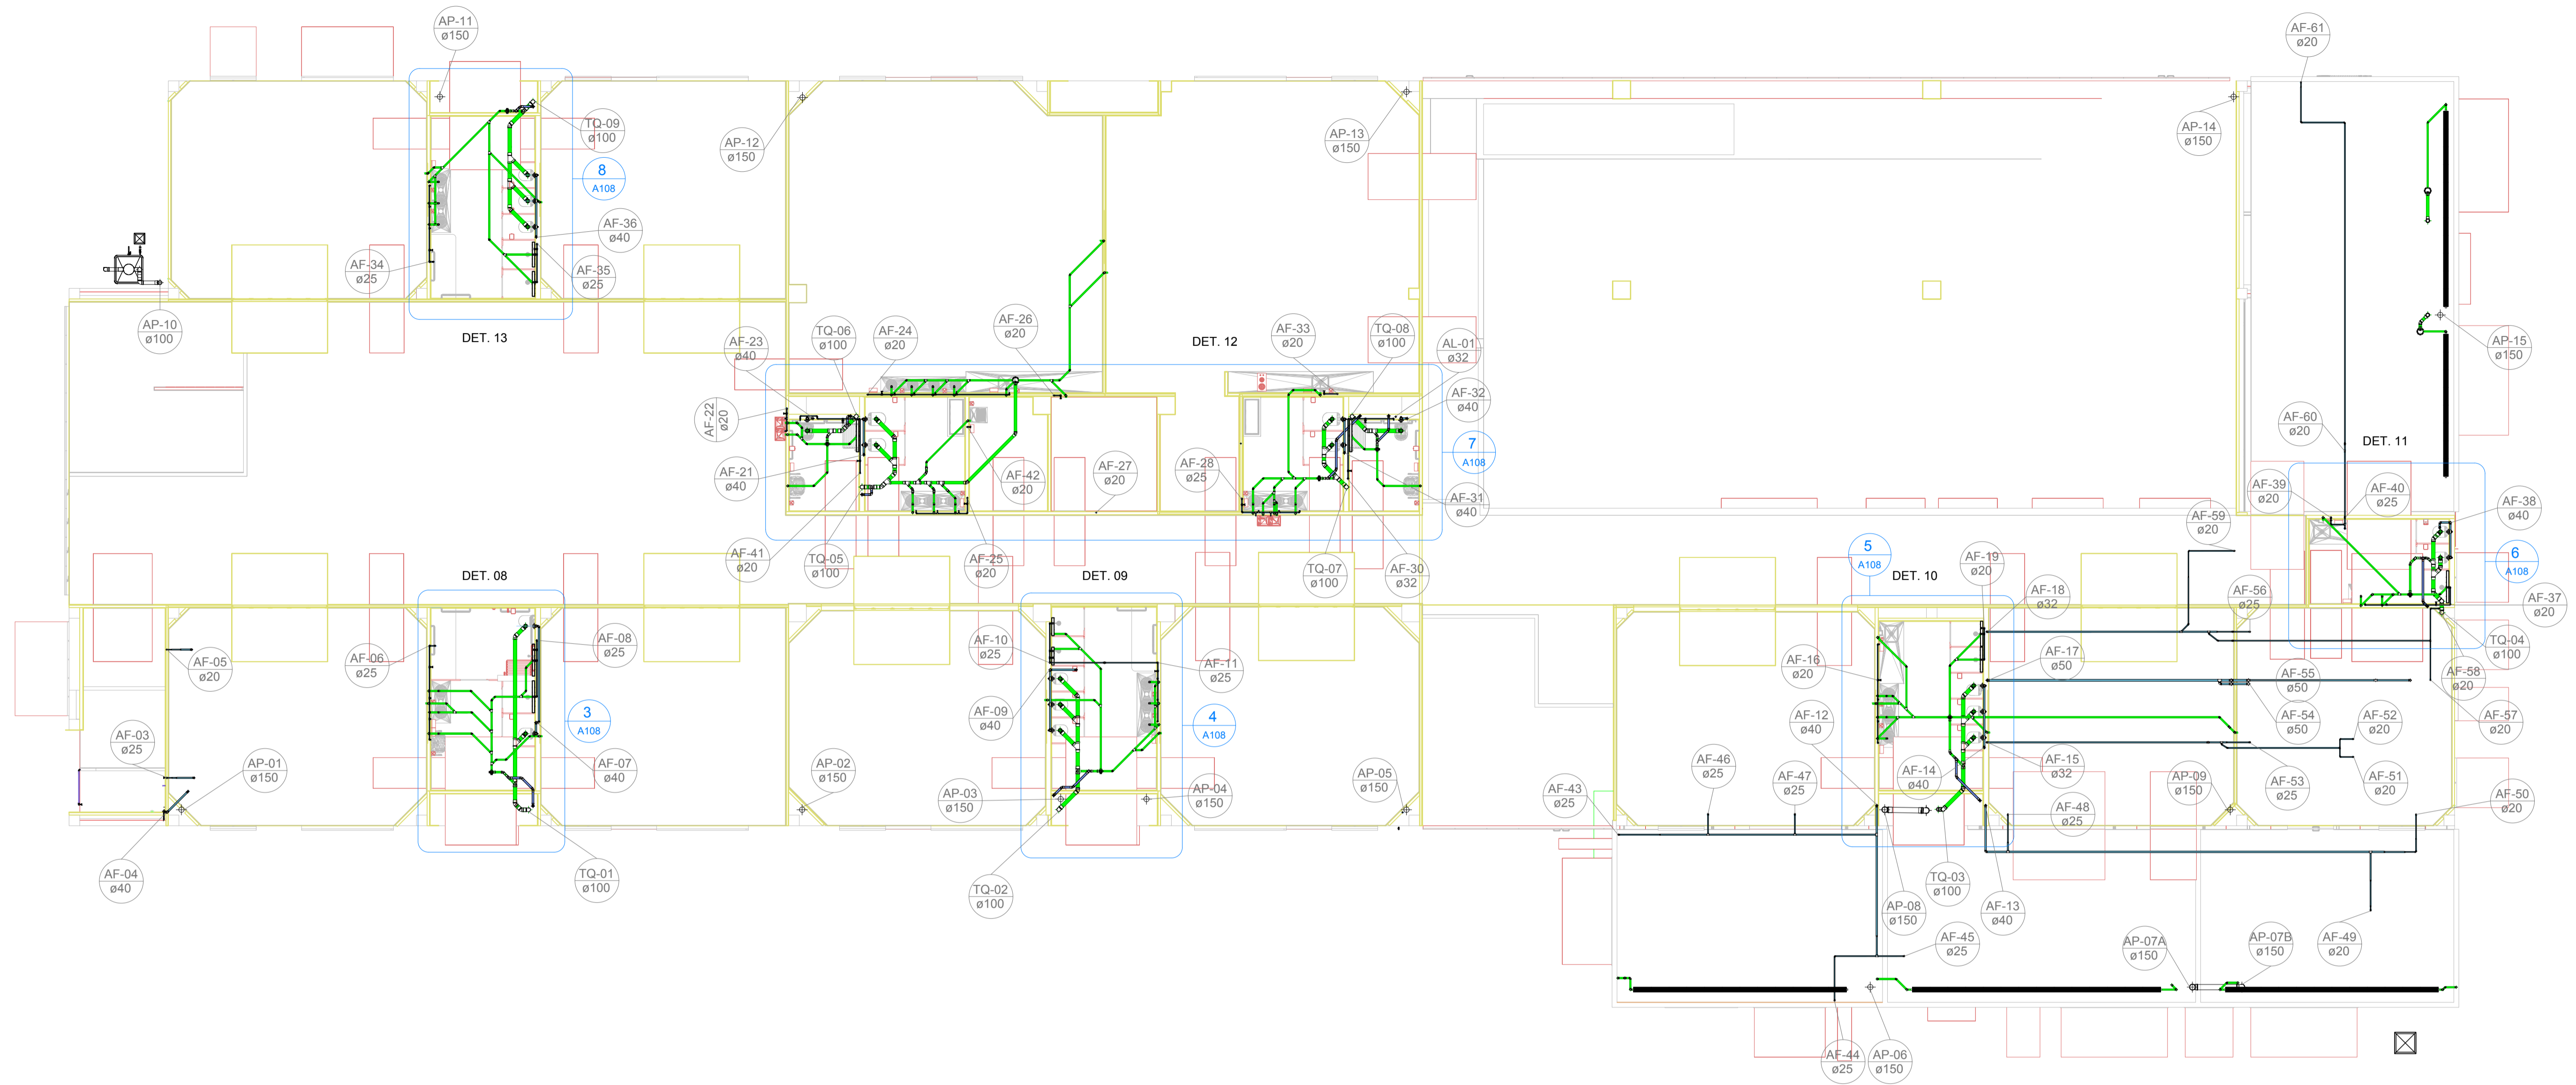 AP-11
ø150
AF-61
ø20
TQ-09
ø100
AP-12
ø150
AP-13
ø150
AP-14
ø150
8
A108
AF-36
ø40
AF-34
ø25
AF-35
ø25
AP-10
ø100
DET. 13
AF-23
ø40
TQ-06
ø100
AF-24
ø20
AF-26
ø20
DET. 12
AF-33
ø20
TQ-08
ø100
AL-01
ø32
AP-15
ø150
AF-22
ø20
AF-32
ø40
AF-60
ø20
DET. 11
7
A108
AF-21
ø40
AF-42
ø20
AF-27
ø20
AF-28
ø25
AF-31
ø40
AF-39
ø20
AF-40
ø25
AF-38
ø40
AF-59
ø20
AF-41
ø20
TQ-05
ø100
AF-25
ø20
TQ-07
ø100
AF-30
ø32
5
A108
AF-19
ø20
6
A108
DET. 08
DET. 09
DET. 10
AF-18
ø32
AF-56
ø25
AF-37
ø20
AF-05
ø20
AF-06
ø25
AF-08
ø25
AF-10
ø25
AF-11
ø25
AF-16
ø20
AF-17
ø50
TQ-04
ø100
AF-55
ø50
AF-58
ø20
3
A108
AF-09
ø40
4
A108
AF-12
ø40
AF-54
ø50
AF-52
ø20
AF-57
ø20
AF-03
ø25
AP-01
ø150
AF-07
ø40
AP-02
ø150
AP-03
ø150
AP-04
ø150
AP-05
ø150
AF-46
ø25
AF-47
ø25
AF-14
ø40
AF-15
ø32
AP-09
ø150
AF-53
ø25
AF-51
ø20
AF-43
ø25
AF-48
ø25
AF-50
ø20
AF-04
ø40
TQ-01
ø100
TQ-02
ø100
TQ-03
ø100
AP-08
ø150
AF-13
ø40
AF-45
ø25
AP-07A
ø150
AP-07B
ø150
AF-49
ø20
AF-44
ø25
AP-06
ø150